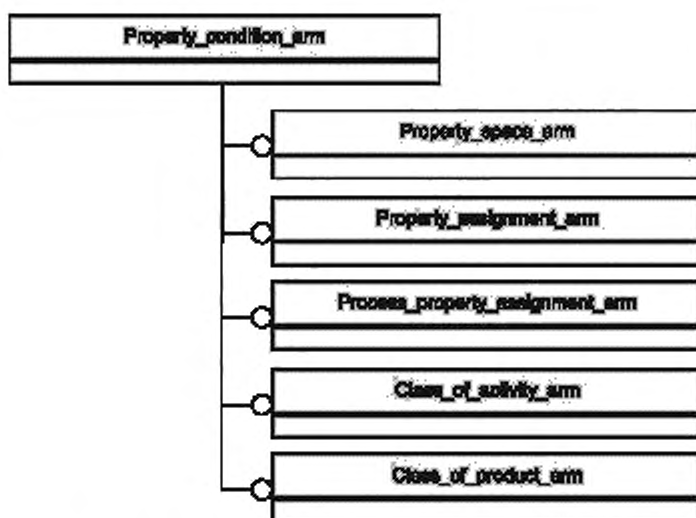 Property_condition_arm
Property_space_arm
Property_assignment_arm
Process_property_assignment_arm
Class_of_activity_arm
Class_of_product_arm